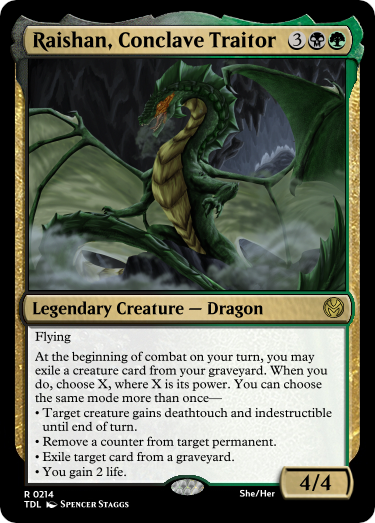 Raishan, Conclave Traitor 3
Legendary Creature — Dragon
Flying
At the beginning of combat on your turn, you may
exile a creature card from your graveyard. When you
do, choose X, where X is its power. You can choose
the same mode more than once—
• Target creature gains deathtouch and indestructible
until end of turn.
• Remove a counter from target permanent.
• Exile target card from a graveyard.
• You gain 2 life.
4/4
R 0214
TDL Spencer Staggs
She/Her